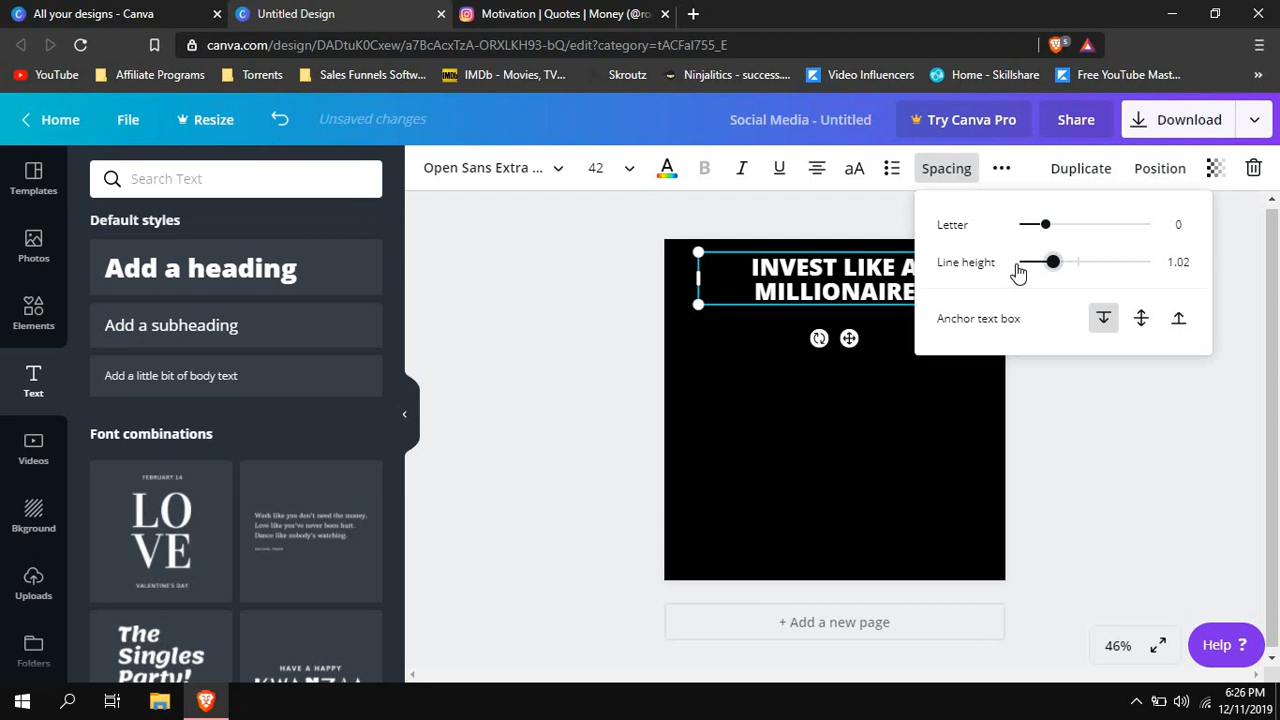 All your designs - Canva
Untitled Design
Motivation | Quotes | Money (@ro
canva.com/design/DADtuK0Cxew/a7BcAcxTzA-ORXLKH93-bQ/edit?category=tACFal755_E
5
YouTube
Affiliate Programs
Torrents
Sales Funnels Softw...
IMDb
IMDb - Movies, TV...
Skroutz
Ninjalitics - success....
Video Influencers
Home - Skillshare
Free YouTube Mast...
»
Home
File
Resize
Unsaved changes
Social Media - Untitled
Try Canva Pro
Share
Download
Templates
Photos
Elements
Text
Videos
Bkground
Uploads
Folders
Search Text
Default styles
Add a heading
Add a subheading
Add a little bit of body text
Font combinations
FEBRUARY 14
LO
VE
VALENTINE'S DAY
Work like you don't need the money.
Love like you've never been hurt.
Dance like nobody's watching.
The
Singles
Party!
HAVE A HAPPY
KWANZAA
Open Sans Extra ...
42
A
B
I
U
aA
Spacing
Duplicate
Position
Letter
0
Line height
1.02
Anchor text box
INVEST LIKE A
MILLIONAIRE
+ Add a new page
46%
Help ?
6:26 PM
12/11/2019